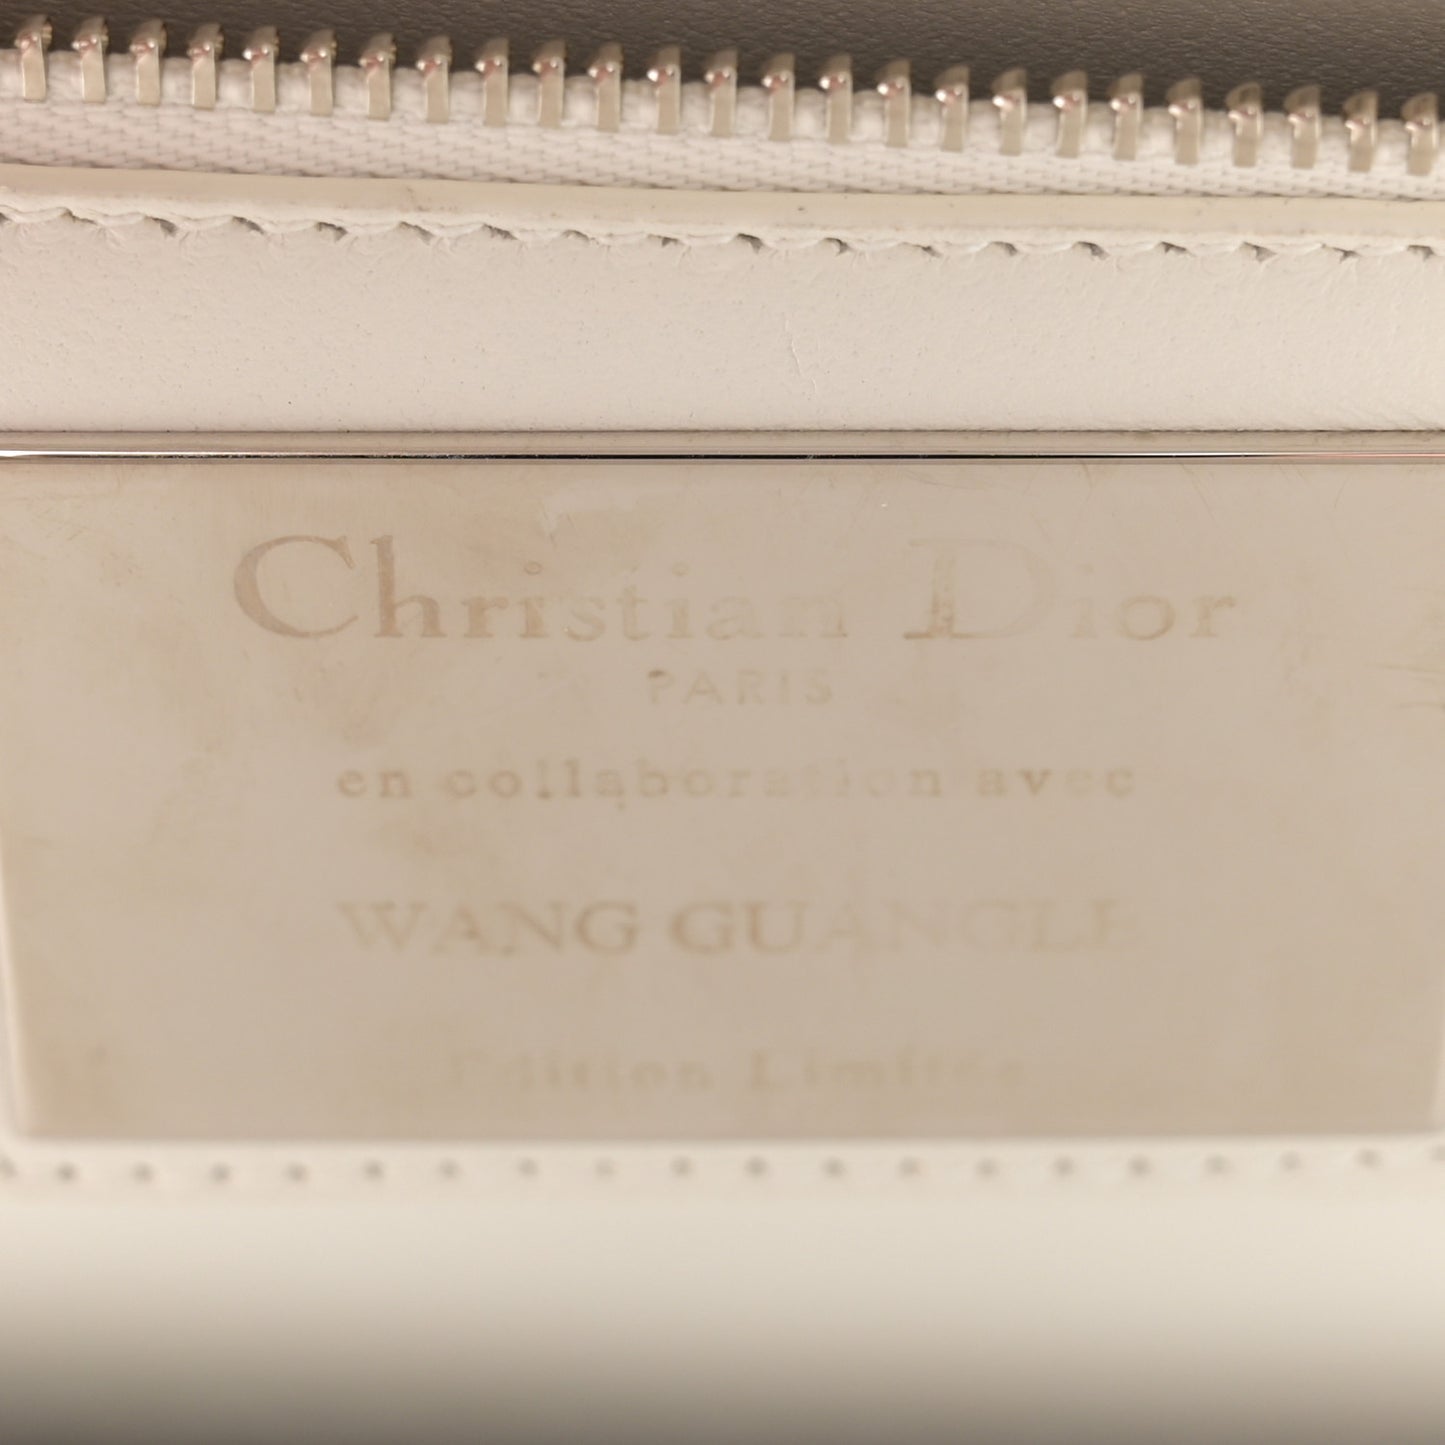 Christian Dior
PARIS
en collaboration avec
WANG GUANGLE
Edition Limitée